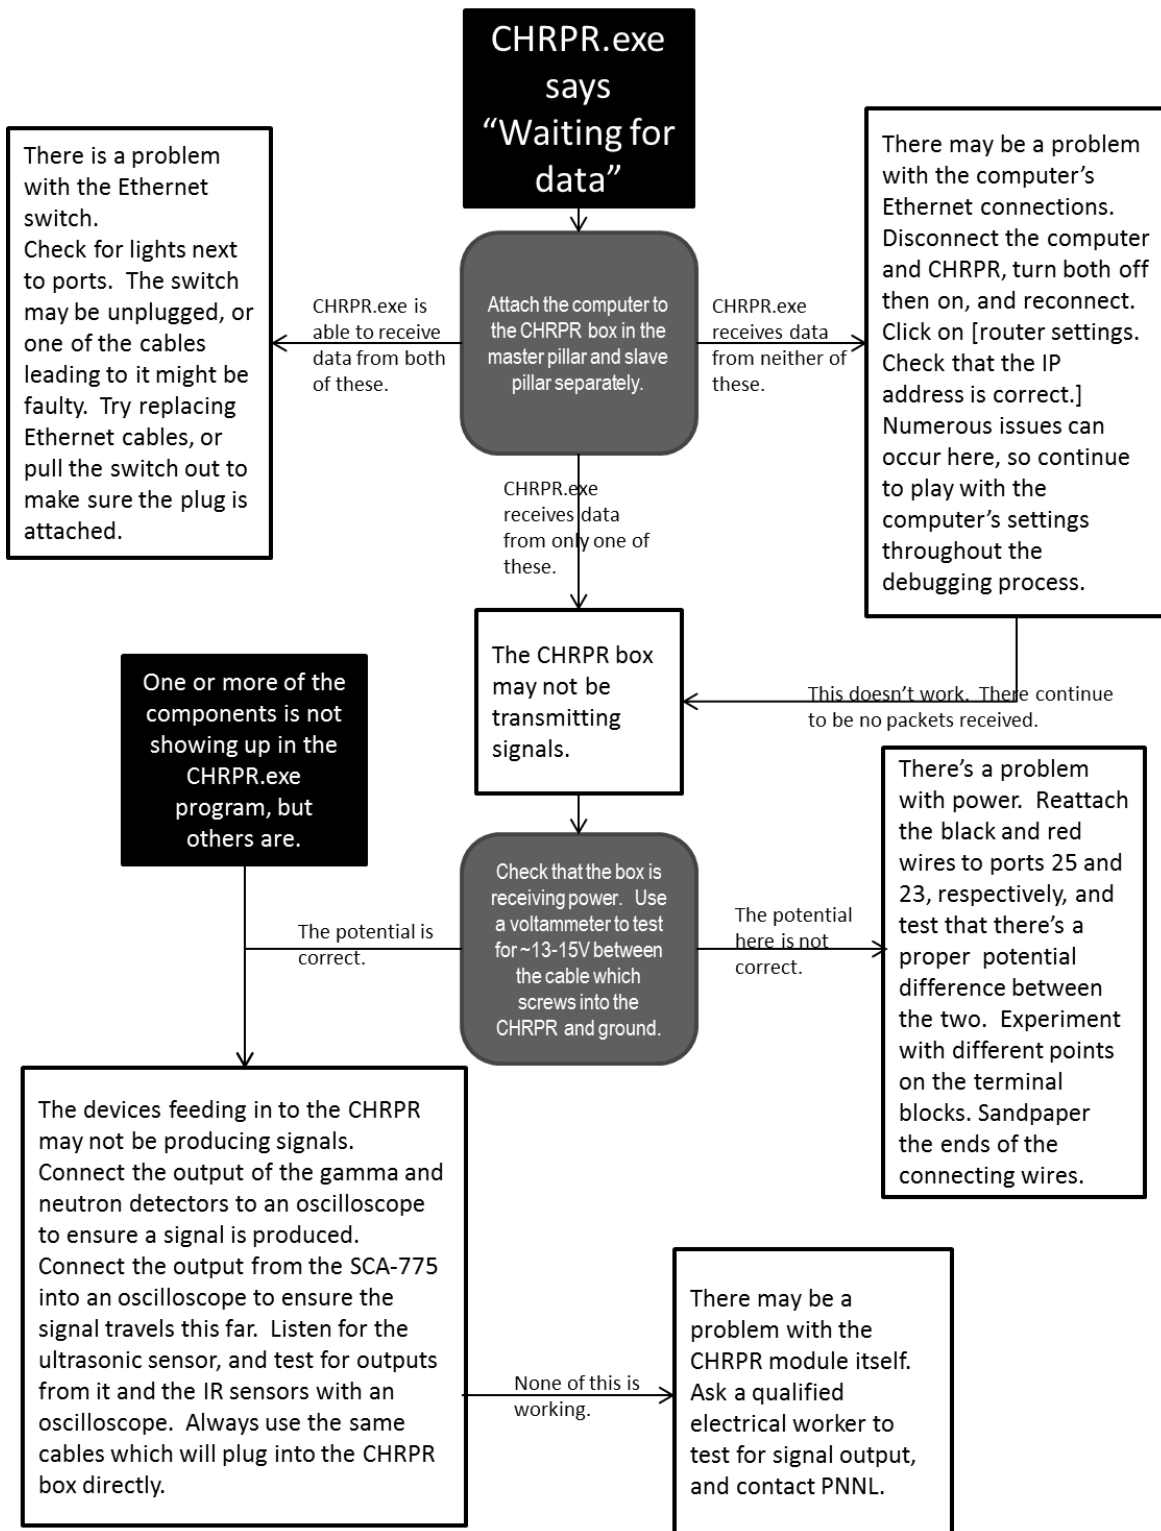 CHRPR.exe
says
“Waiting for
data”
There is a problem
with the Ethernet
switch.
Check for lights next
to ports.  The switch
may be unplugged, or
one of the cables
leading to it might be
faulty.  Try replacing
Ethernet cables, or
pull the switch out to
make sure the plug is
attached.
CHRPR.exe is
able to receive
data from both
of these.
Attach the computer to
the CHRPR box in the
master pillar and slave
pillar separately.
CHRPR.exe
receives data
from neither of
these.
There may be a problem
with the computer’s
Ethernet connections.
Disconnect the computer
and CHRPR, turn both off
then on, and reconnect.
Click on [router settings.
Check that the IP
address is correct.]
Numerous issues can
occur here, so continue
to play with the
computer’s settings
throughout the
debugging process.
CHRPR.exe
receives data
from only one of
these.
The CHRPR box
may not be
transmitting
signals.
This doesn’t work.  There continue
to be no packets received.
One or more of the
components is not
showing up in the
CHRPR.exe
program, but
others are.
Check that the box is
receiving power.   Use
a voltammeter to test
for ~13-15V between
the cable which
screws into the
CHRPR and ground.
The potential is
correct.
The potential
here is not
correct.
There’s a problem
with power.  Reattach
the black and red
wires to ports 25 and
23, respectively, and
test that there’s a
proper  potential
difference between
the two.  Experiment
with different points
on the terminal
blocks. Sandpaper
the ends of the
connecting wires.
The devices feeding in to the CHRPR
may not be producing signals.
Connect the output of the gamma and
neutron detectors to an oscilloscope
to ensure a signal is produced.
Connect the output from the SCA-775
into an oscilloscope to ensure the
signal travels this far.  Listen for the
ultrasonic sensor, and test for outputs
from it and the IR sensors with an
oscilloscope.  Always use the same
cables which will plug into the CHRPR
box directly.
None of this is
working.
There may be a
problem with the
CHRPR module itself.
Ask a qualified
electrical worker to
test for signal output,
and contact PNNL.